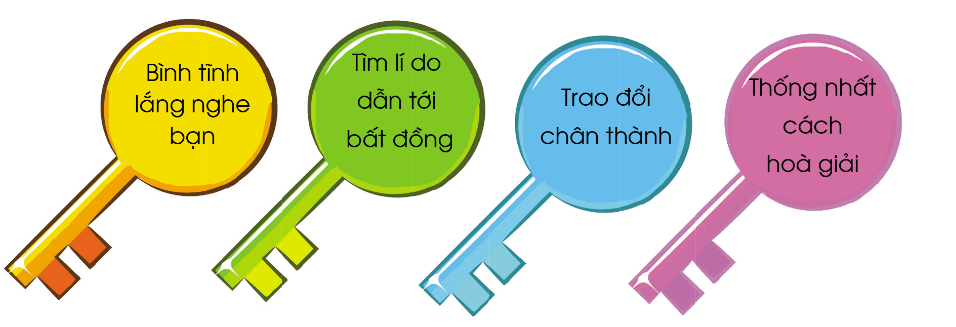 Bình tĩnh
lắng nghe
bạn
Tìm lí do
dẫn tới
bất đồng
Trao đổi
chân thành
Thống nhất
cách
hoà giải